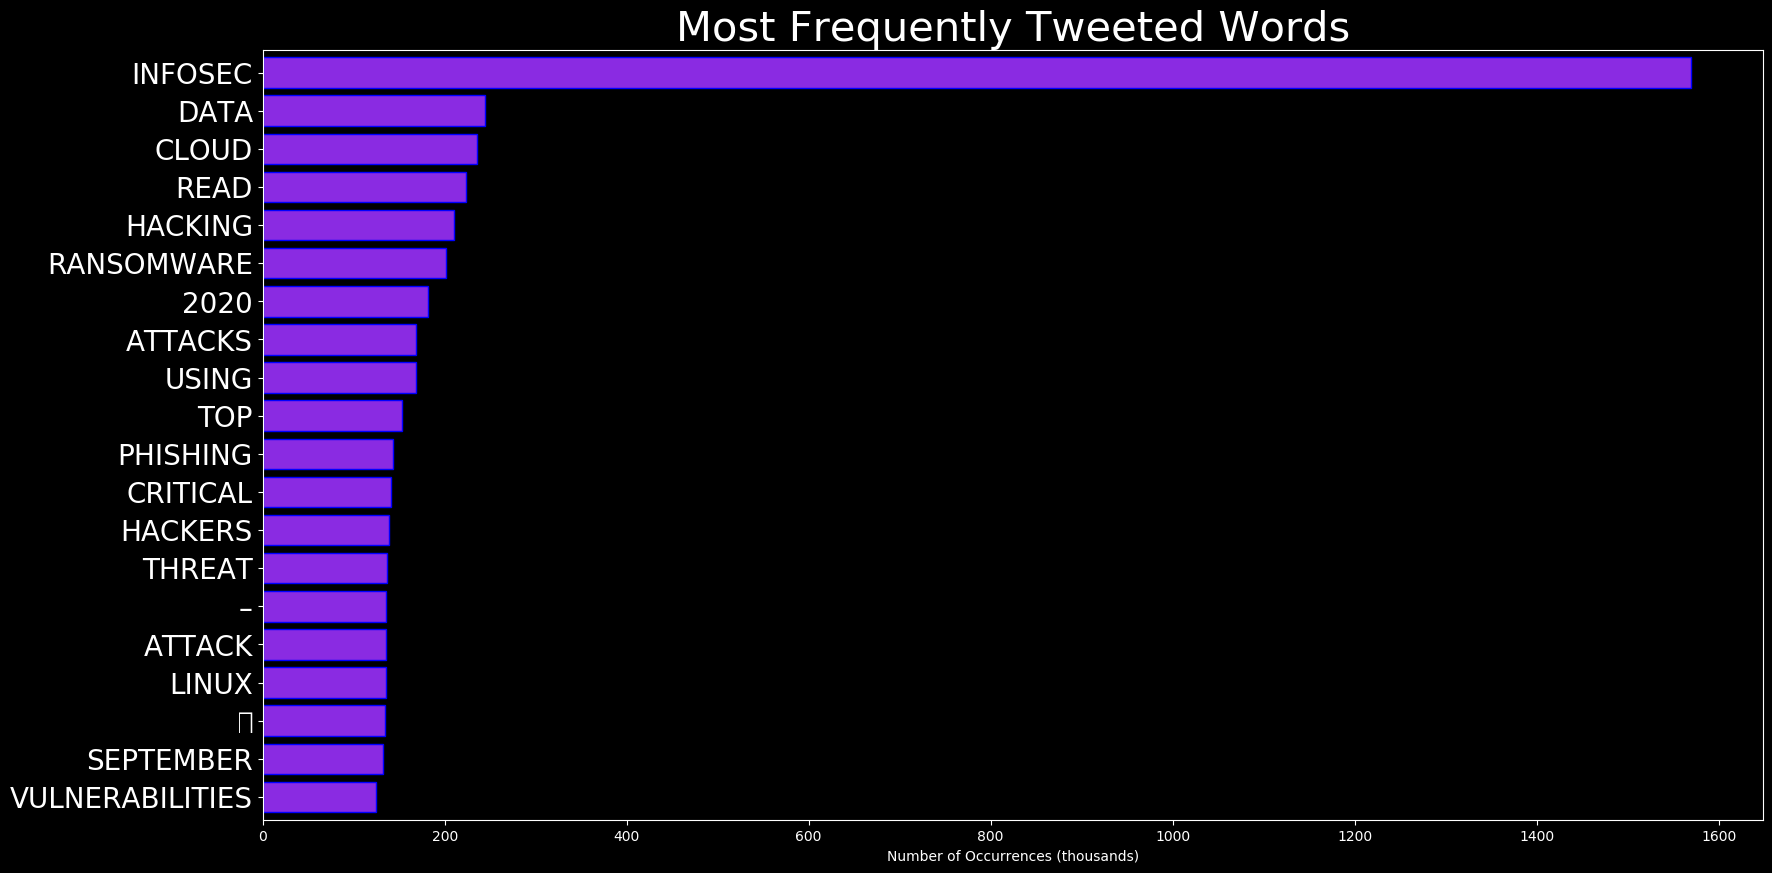 Most Frequently Tweeted Words
INFOSEC
DATA
CLOUD
READ
HACKING
RANSOMWARE
2020
ATTACKS
USING
TOP
PHISHING
CRITICAL
HACKERS
THREAT
–
ATTACK
LINUX
SEPTEMBER
VULNERABILITIES
0 200 400 600 800 1000 1200 1400 1600
Number of Occurrences (thousands)